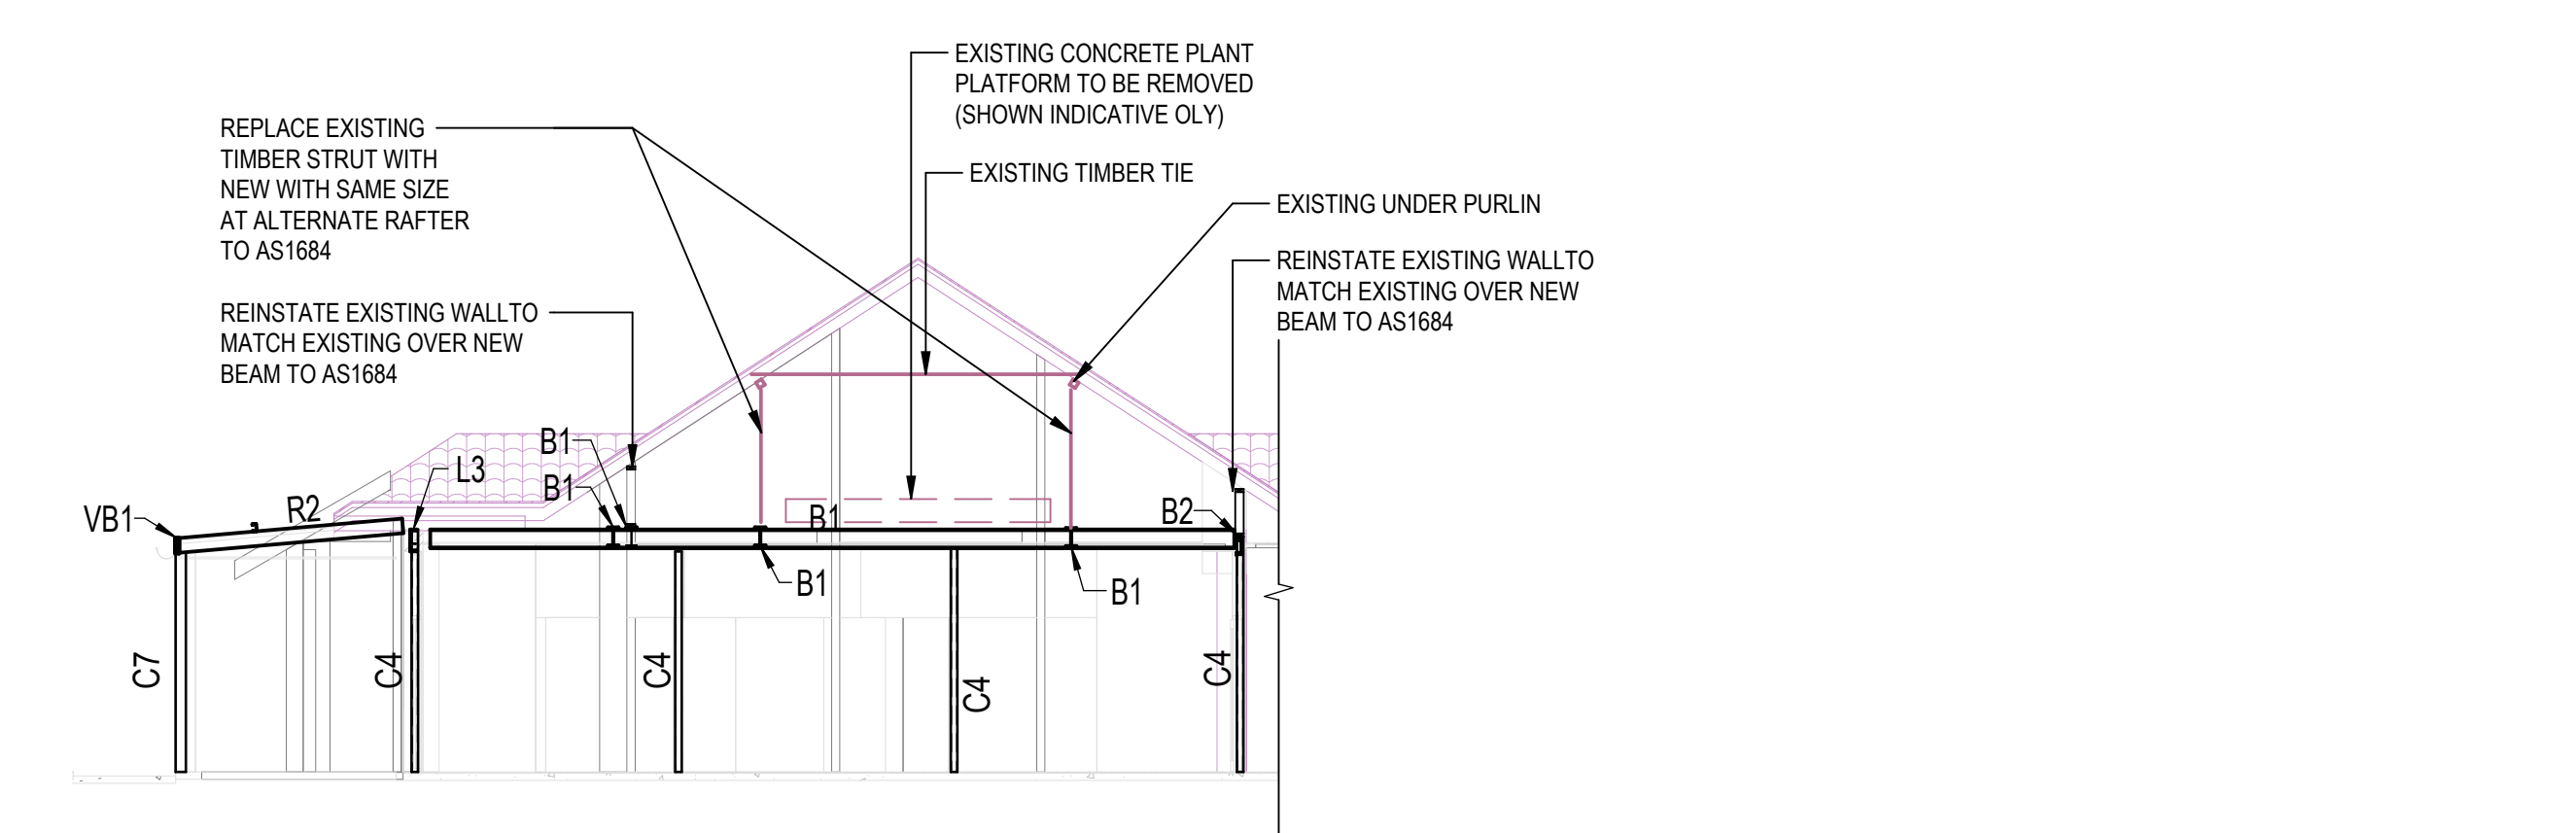 EXISTING CONCRETE PLANT
PLATFORM TO BE REMOVED
(SHOWN INDICATIVE OLY)
REPLACE EXISTING
TIMBER STRUT WITH
NEW WITH SAME SIZE
AT ALTERNATE RAFTER
TO AS1684
EXISTING TIMBER TIE
EXISTING UNDER PURLIN
REINSTATE EXISTING WALLTO
MATCH EXISTING OVER NEW
BEAM TO AS1684
REINSTATE EXISTING WALLTO
MATCH EXISTING OVER NEW
BEAM TO AS1684
B1
L3
B1
R2
VB1
B1
B2
B1
B1
C7
C4
C4
C4
C4